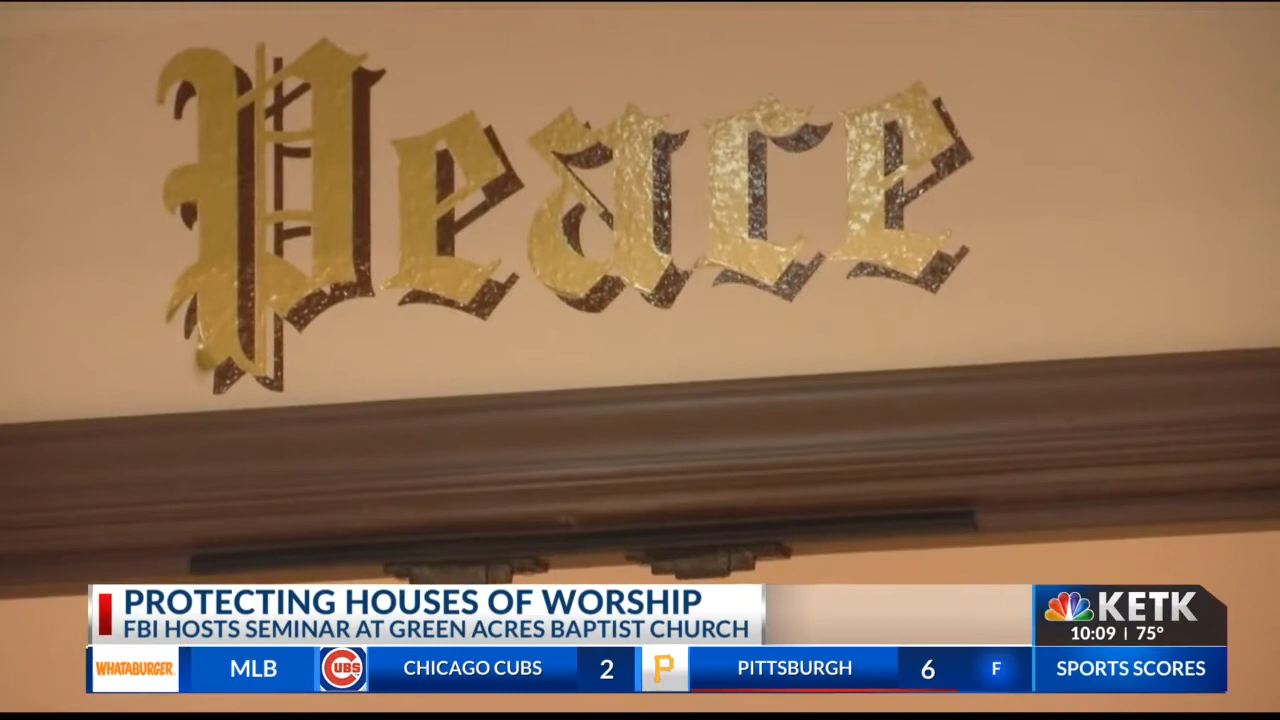 Peace
PROTECTING HOUSES OF WORSHIP
FBI HOSTS SEMINAR AT GREEN ACRES BAPTIST CHURCH
KETK
10:09 | 75°
WHATABURGER MLB CUBS CHICAGO CUBS 2 P PITTSBURGH 6 F SPORTS SCORES